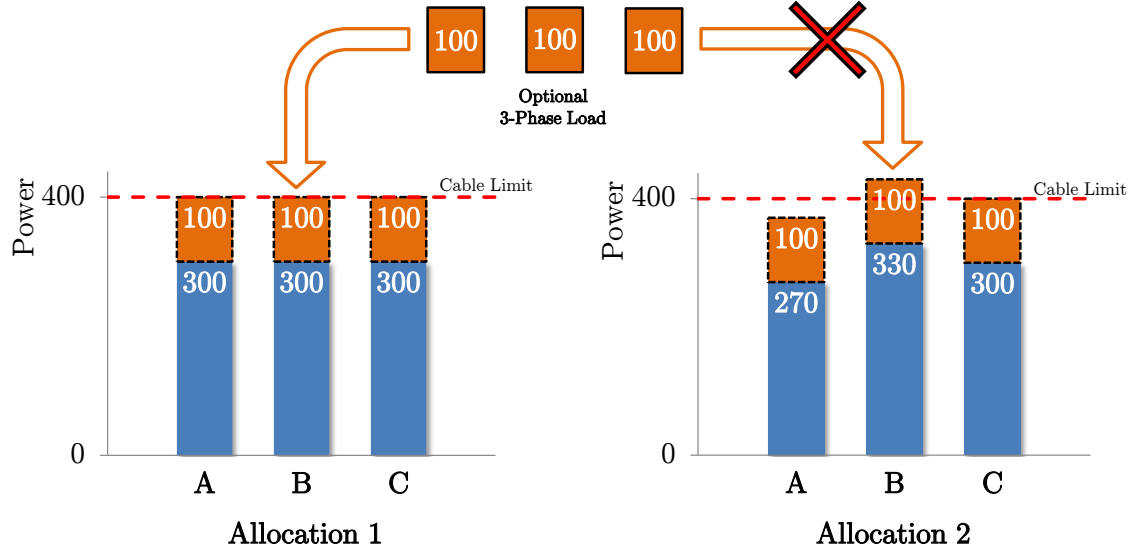 100 100 100
Optional
3-Phase Load
Power
400
Cable Limit
100 100 100
300 300 300
0
A B C
Allocation 1
Power
400
Cable Limit
100 100 100
270 330 300
0
A B C
Allocation 2